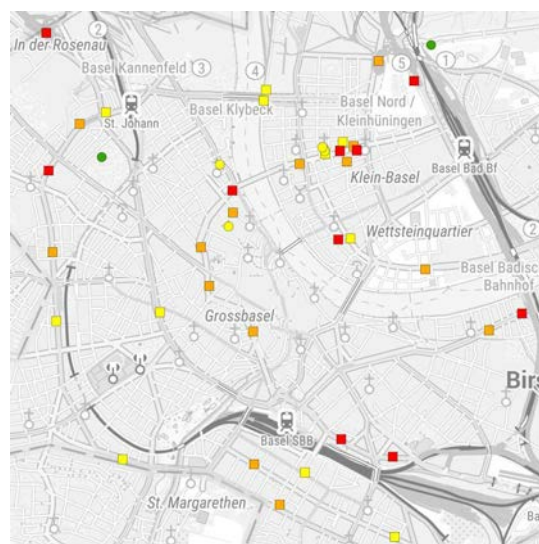 2
In der Rosenau
1
Basel Kannenfeld
3
4
5
Basel Klybeck
Basel Nord /
Kleinhüningen
St. Johann
Klein-Basel
Basel Bad Bf
Wettsteinquartier
2
Basel Badisc
Bahnhof
Grossbasel
Birs
Basel SBB
St. Margarethen